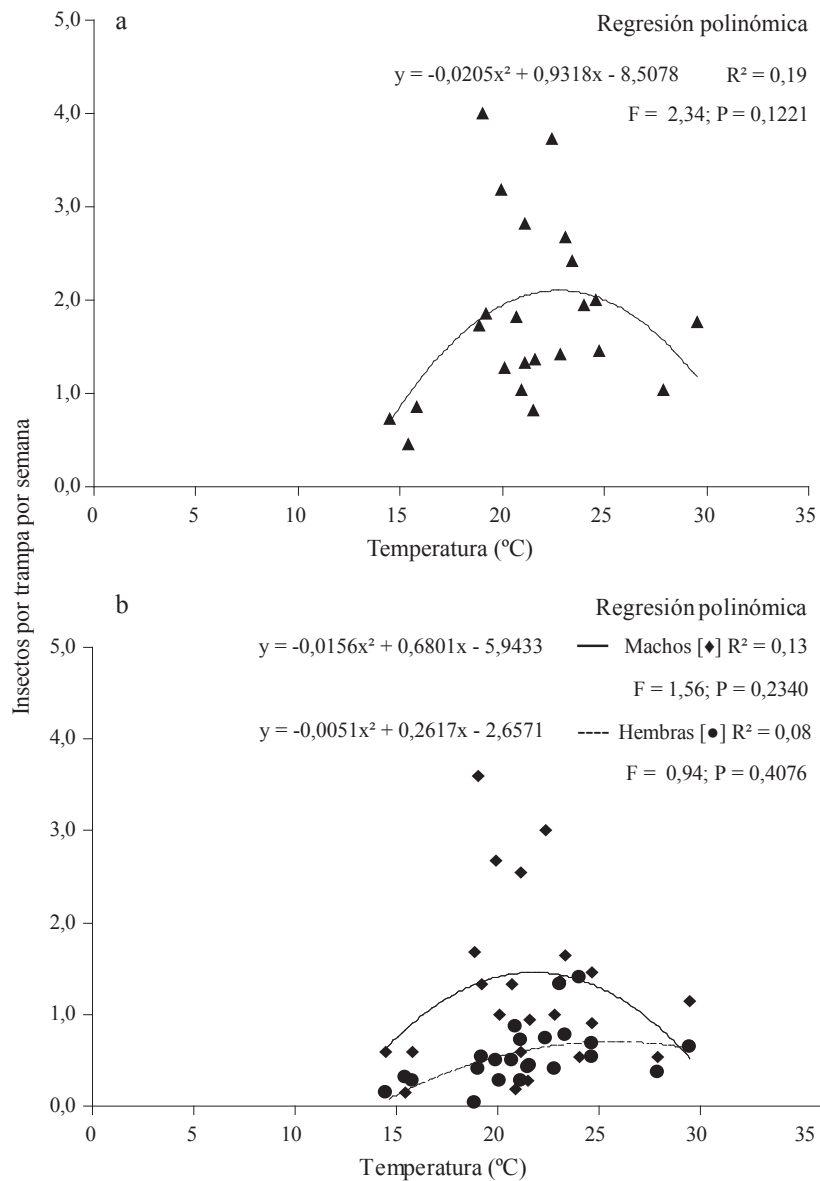 a
Regresión polinómica
y = -0,0205x² + 0,9318x - 8,5078 R² = 0,19
F = 2,34; P = 0,1221
5,0
4,0
3,0
2,0
1,0
0,0
0 5 10 15 20 25 30 35
Temperatura (ºC)
Insectos por trampa por semana
b
Regresión polinómica
y = -0,0156x² + 0,6801x - 5,9433 Machos [♦] R² = 0,13
F = 1,56; P = 0,2340
y = -0,0051x² + 0,2617x - 2,6571 Hembras [●] R² = 0,08
F = 0,94; P = 0,4076
5,0
4,0
3,0
2,0
1,0
0,0
0 5 10 15 20 25 30 35
Temperatura (ºC)